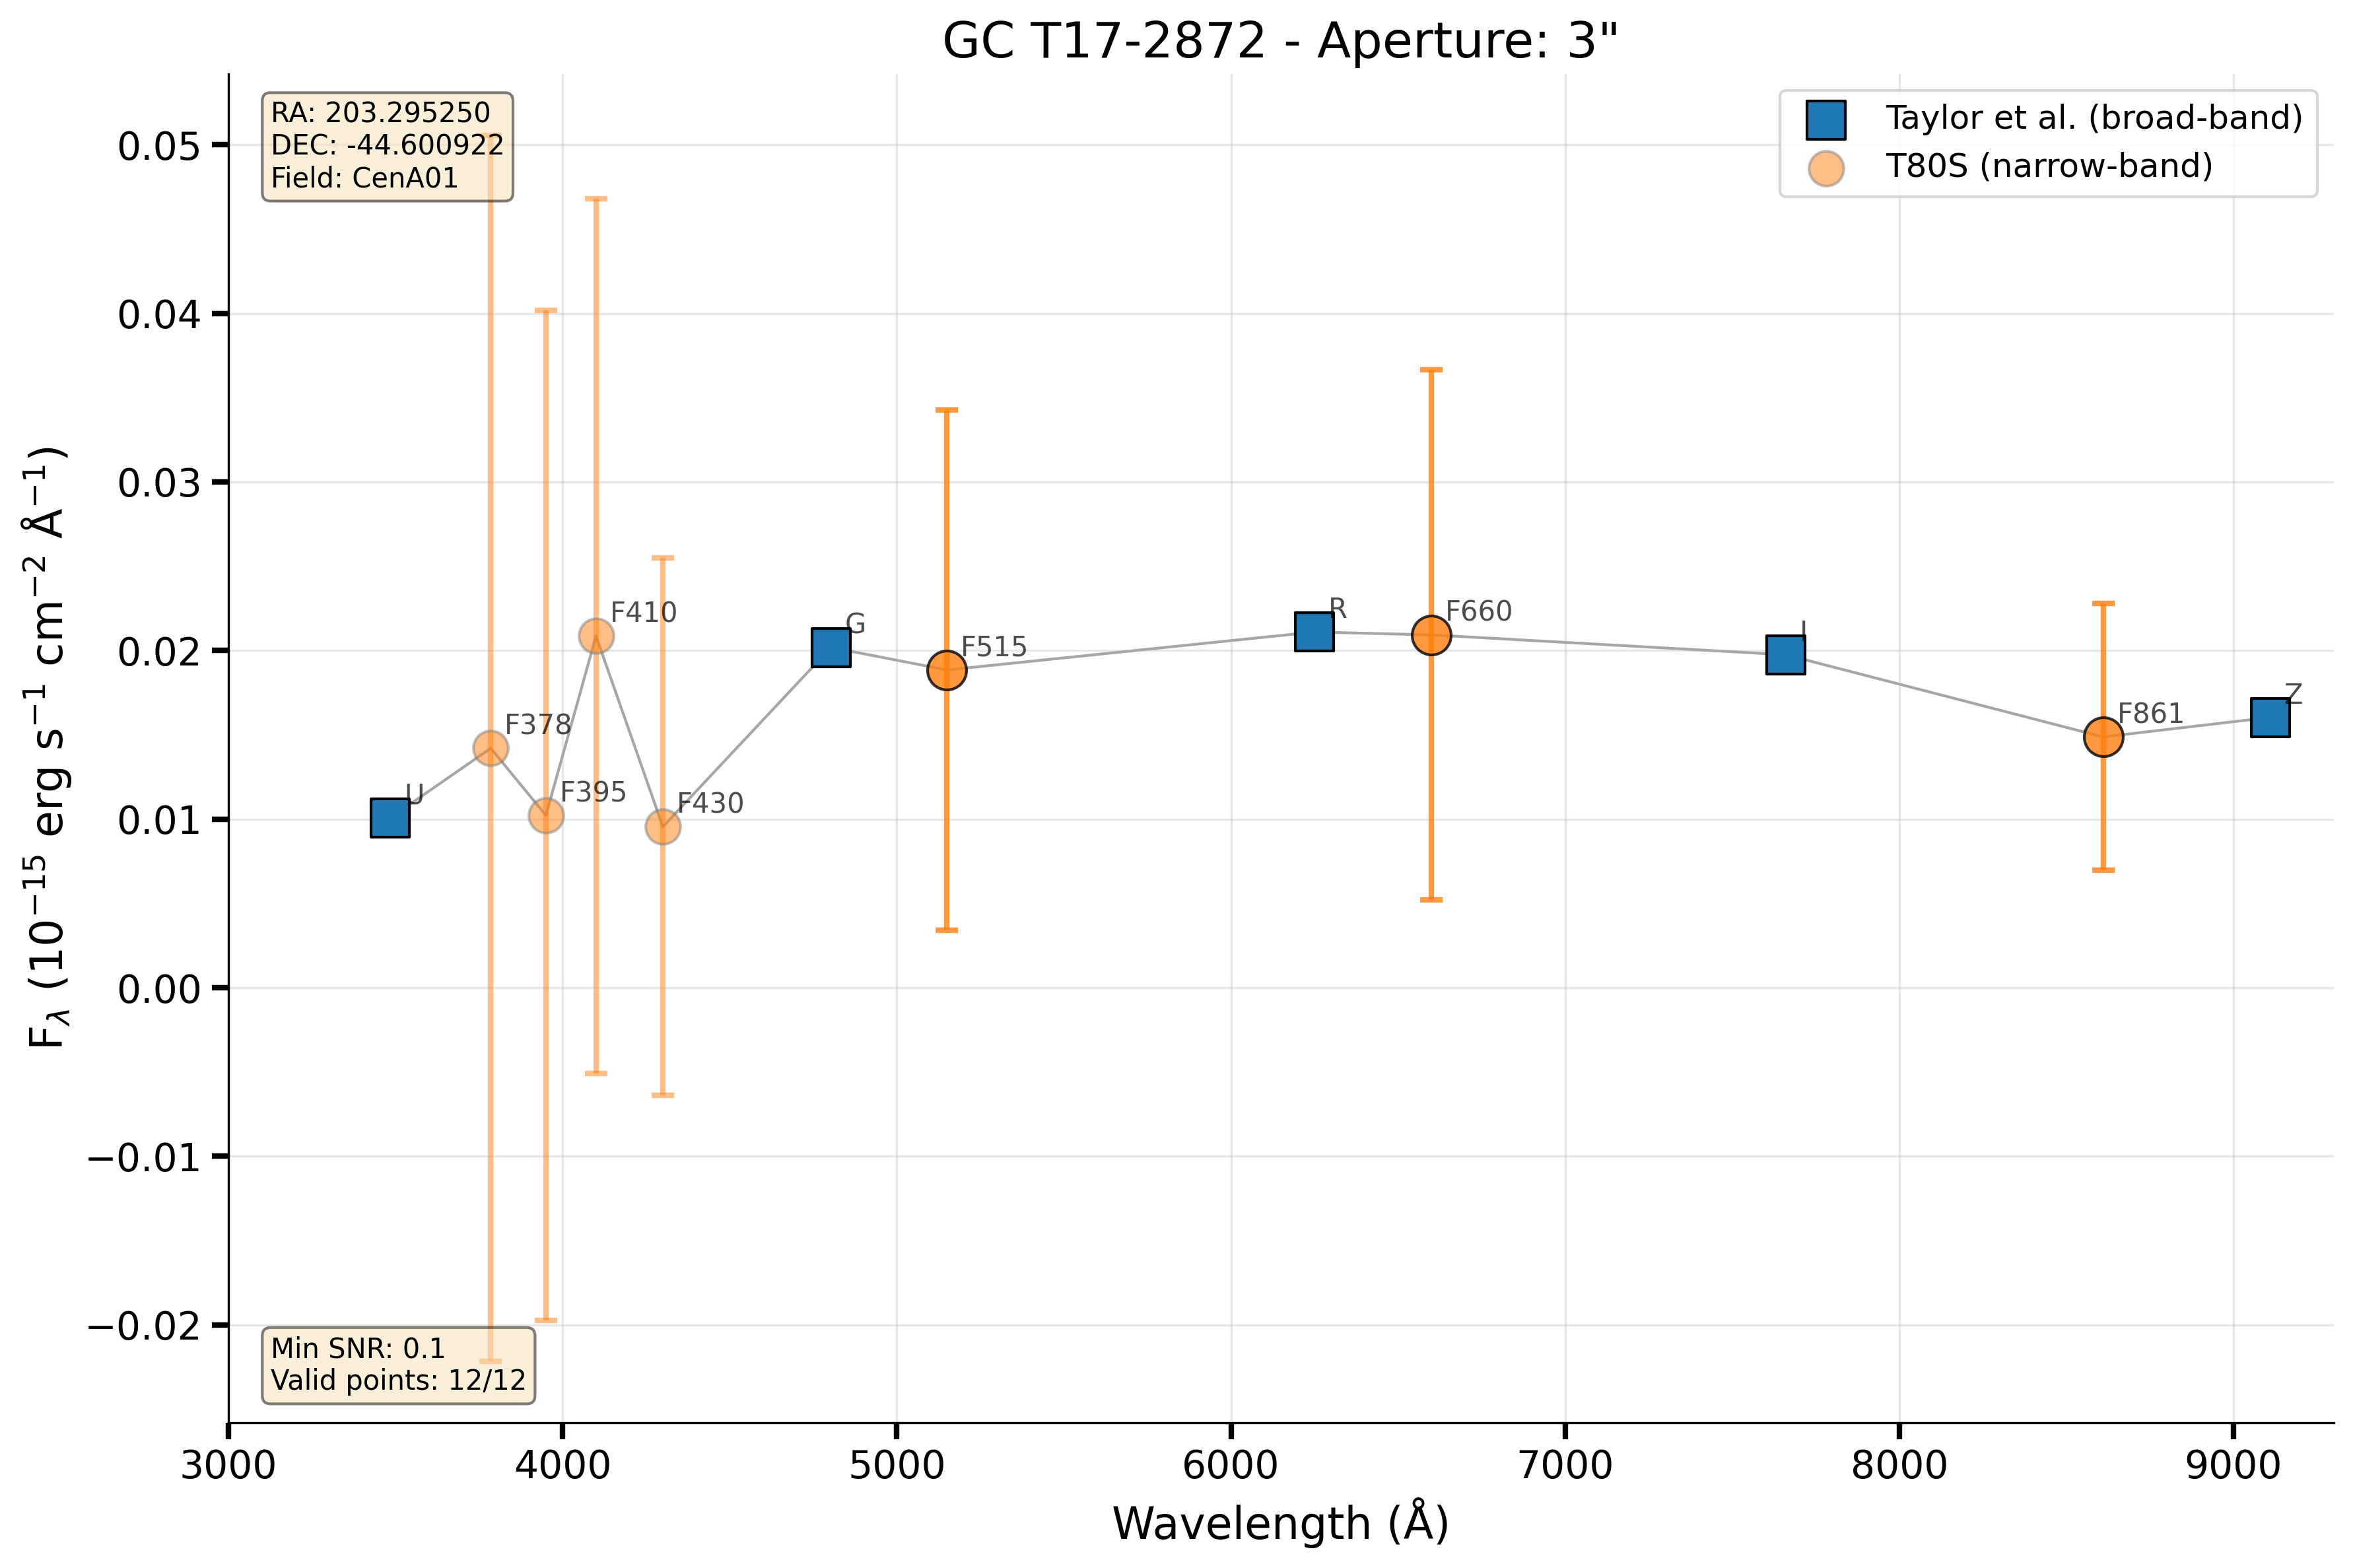 GC T17-2872 - Aperture: 3"
RA: 203.295250
DEC: -44.600922
Field: CenA01
Taylor et al. (broad-band)
T80S (narrow-band)
0.05
0.04
0.03
0.02
0.01
0.00
−0.01
−0.02
F$_{\lambda}$ (10$^{-15}$ erg s$^{-1}$ cm$^{-2}$ Å$^{-1}$)
U
F378
F395
F410
F430
G
F515
R
F660
I
F861
Z
Min SNR: 0.1
Valid points: 12/12
3000 4000 5000 6000 7000 8000 9000
Wavelength (Å)